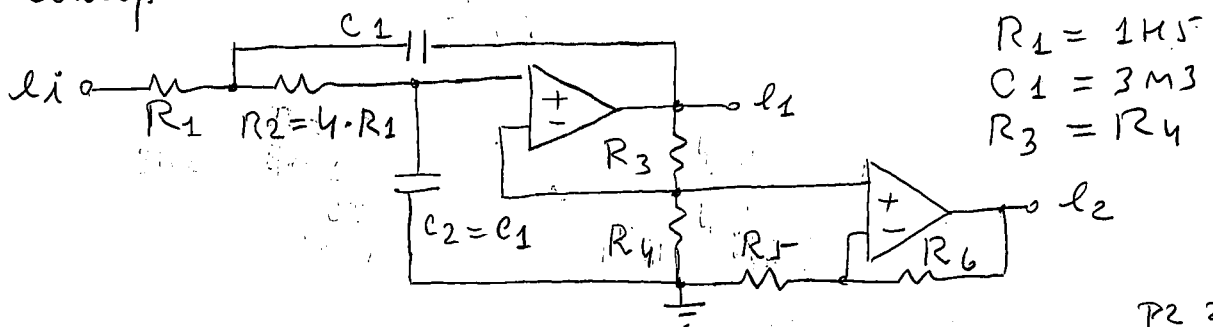 C1
R1 = 1H5
C1 = 3M3
R3 = R4
ei
R1
R2 = 4·R1
+
-
e1
R3
C2 = C1
R4
R5
+
-
R6
e2
P2